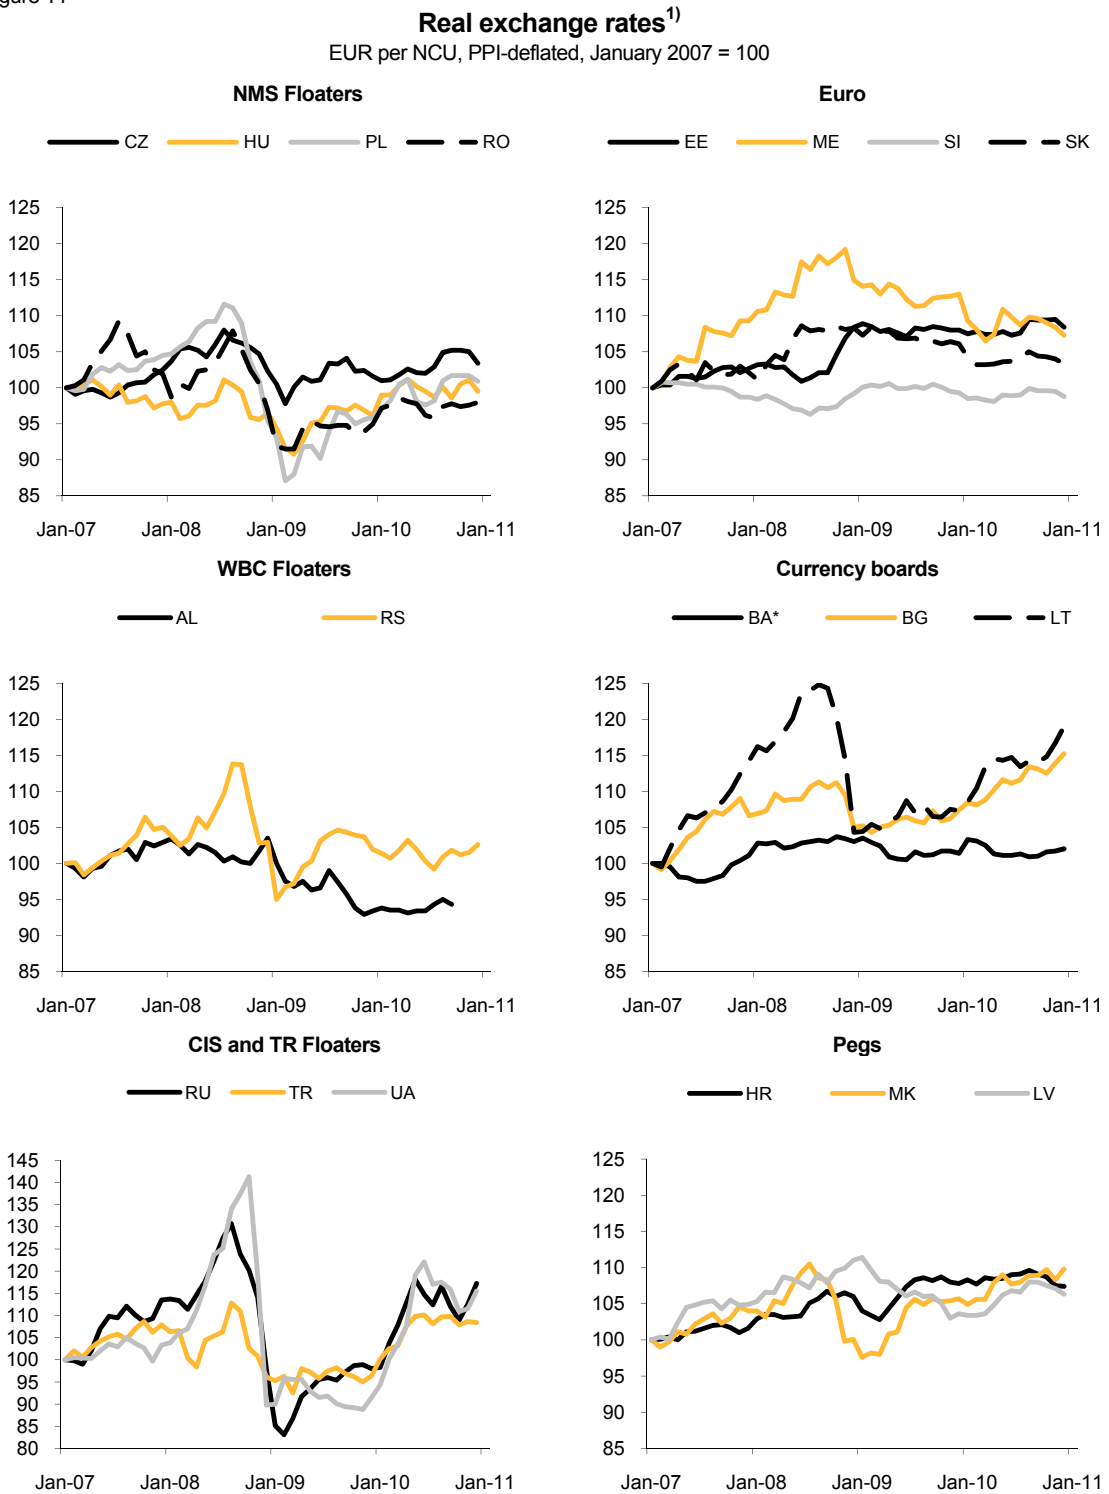 Real exchange rates1)
EUR per NCU, PPI-deflated, January 2007 = 100
NMS Floaters
CZ HU PL RO
125
120
115
110
105
100
95
90
85
Jan-07 Jan-08 Jan-09 Jan-10 Jan-11
Euro
EE ME SI SK
125
120
115
110
105
100
95
90
85
Jan-07 Jan-08 Jan-09 Jan-10 Jan-11
WBC Floaters
AL RS
125
120
115
110
105
100
95
90
85
Jan-07 Jan-08 Jan-09 Jan-10 Jan-11
Currency boards
BA* BG LT
125
120
115
110
105
100
95
90
85
Jan-07 Jan-08 Jan-09 Jan-10 Jan-11
CIS and TR Floaters
RU TR UA
145
140
135
130
125
120
115
110
105
100
95
90
85
80
Jan-07 Jan-08 Jan-09 Jan-10 Jan-11
Pegs
HR MK LV
125
120
115
110
105
100
95
90
85
Jan-07 Jan-08 Jan-09 Jan-10 Jan-11